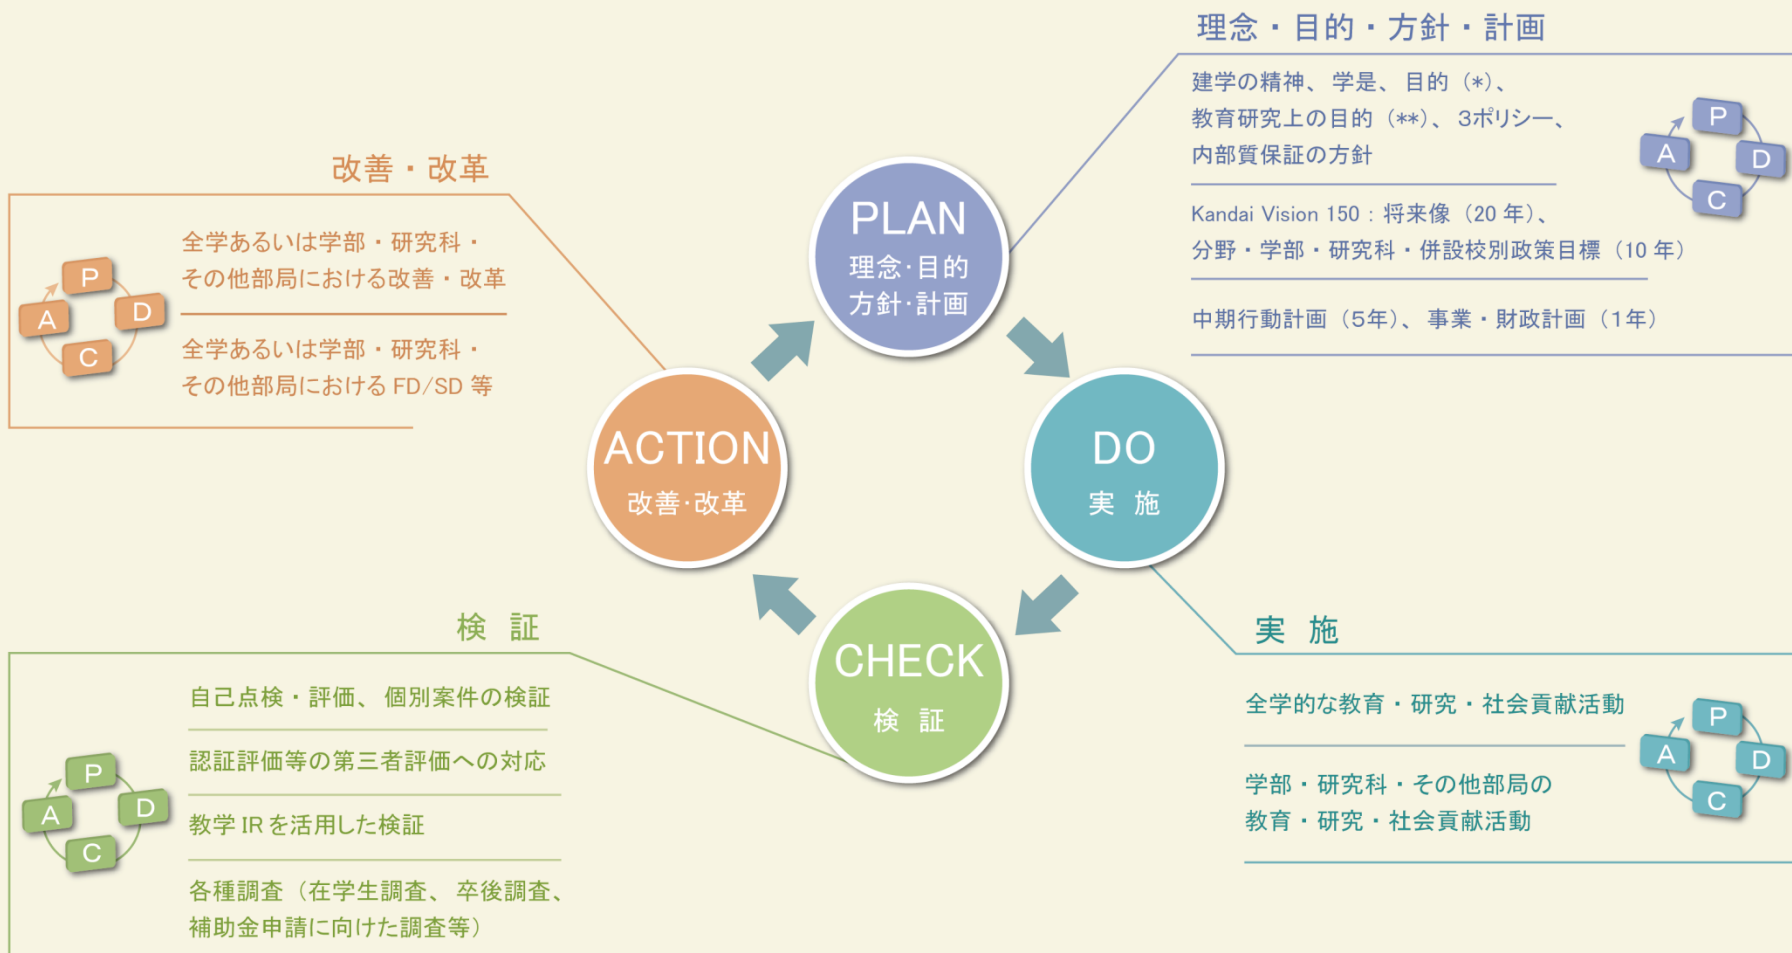 理念・目的・方針・計画
建学の精神、学是、目的（*）、
教育研究上の目的（**）、3ポリシー、
内部質保証の方針
Kandai Vision 150：将来像（20年）、
分野・学部・研究科・併設校別政策目標（10年）
中期行動計画（5年）、事業・財政計画（1年）
P
A
D
C
改善・改革
全学あるいは学部・研究科・
その他部局における改善・改革
全学あるいは学部・研究科・
その他部局における FD/SD 等
P
A
D
C
PLAN
理念・目的
方針・計画
ACTION
改善・改革
DO
実 施
CHECK
検 証
検 証
自己点検・評価、個別案件の検証
認証評価等の第三者評価への対応
教学 IR を活用した検証
各種調査（在学生調査、卒後調査、
補助金申請に向けた調査等）
P
A
D
C
実 施
全学的な教育・研究・社会貢献活動
学部・研究科・その他部局の
教育・研究・社会貢献活動
P
A
D
C